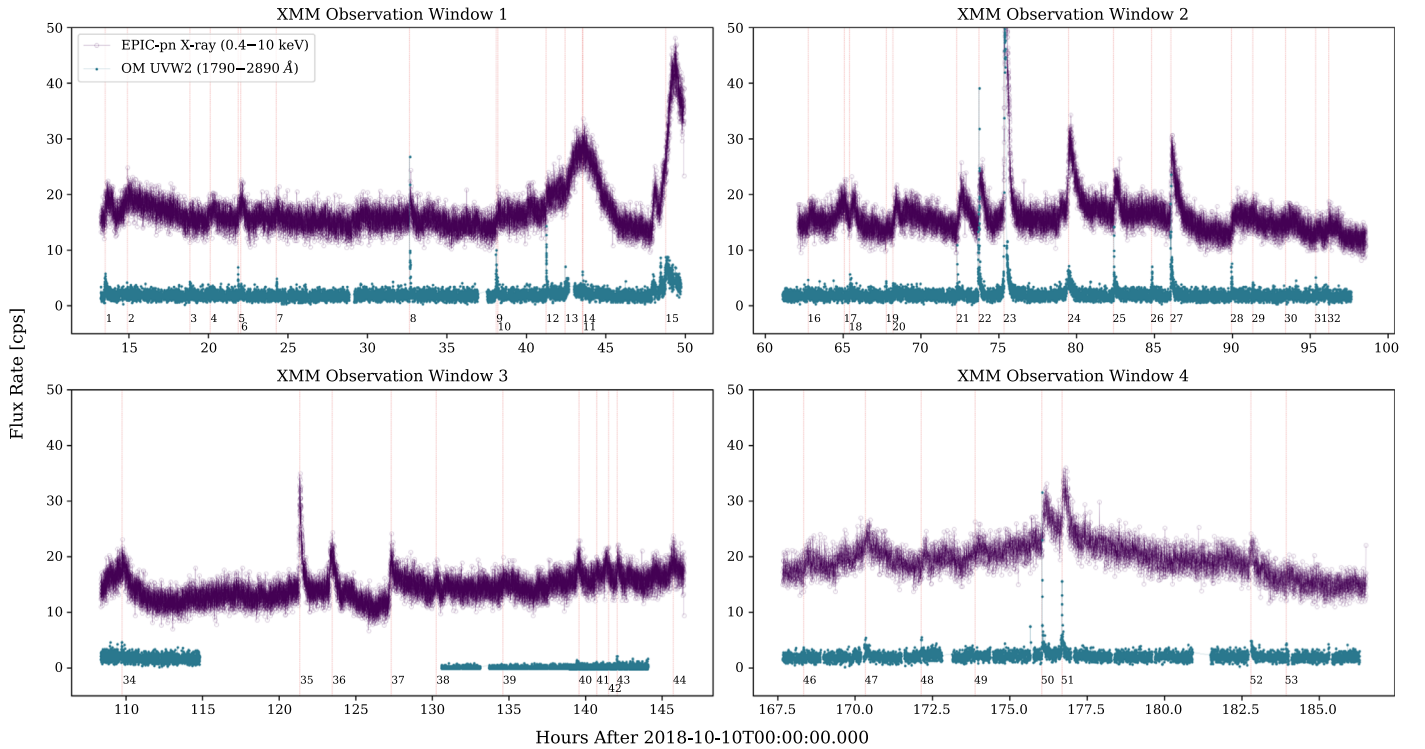 XMM Observation Window 1
XMM Observation Window 2
50
40
30
20
10
0
EPIC-pn X-ray (0.4−10 keV)
OM UVW2 (1790−2890 Å)
1 2 3 4 5 7 8 9 12 13 14 15
6 10 11
15 20 25 30 35 40 45 50
50
40
30
20
10
0
16 17 19 21 22 23 24 25 26 27 28 29 30 31 32
18 20
60 65 70 75 80 85 90 95 100
Flux Rate [cps]
XMM Observation Window 3
XMM Observation Window 4
50
40
30
20
10
0
34 35 36 37 38 39 40 41 43 44
42
110 115 120 125 130 135 140 145
50
40
30
20
10
0
46 47 48 49 50 51 52 53
167.5 170.0 172.5 175.0 177.5 180.0 182.5 185.0
Hours After 2018-10-10T00:00:00.000